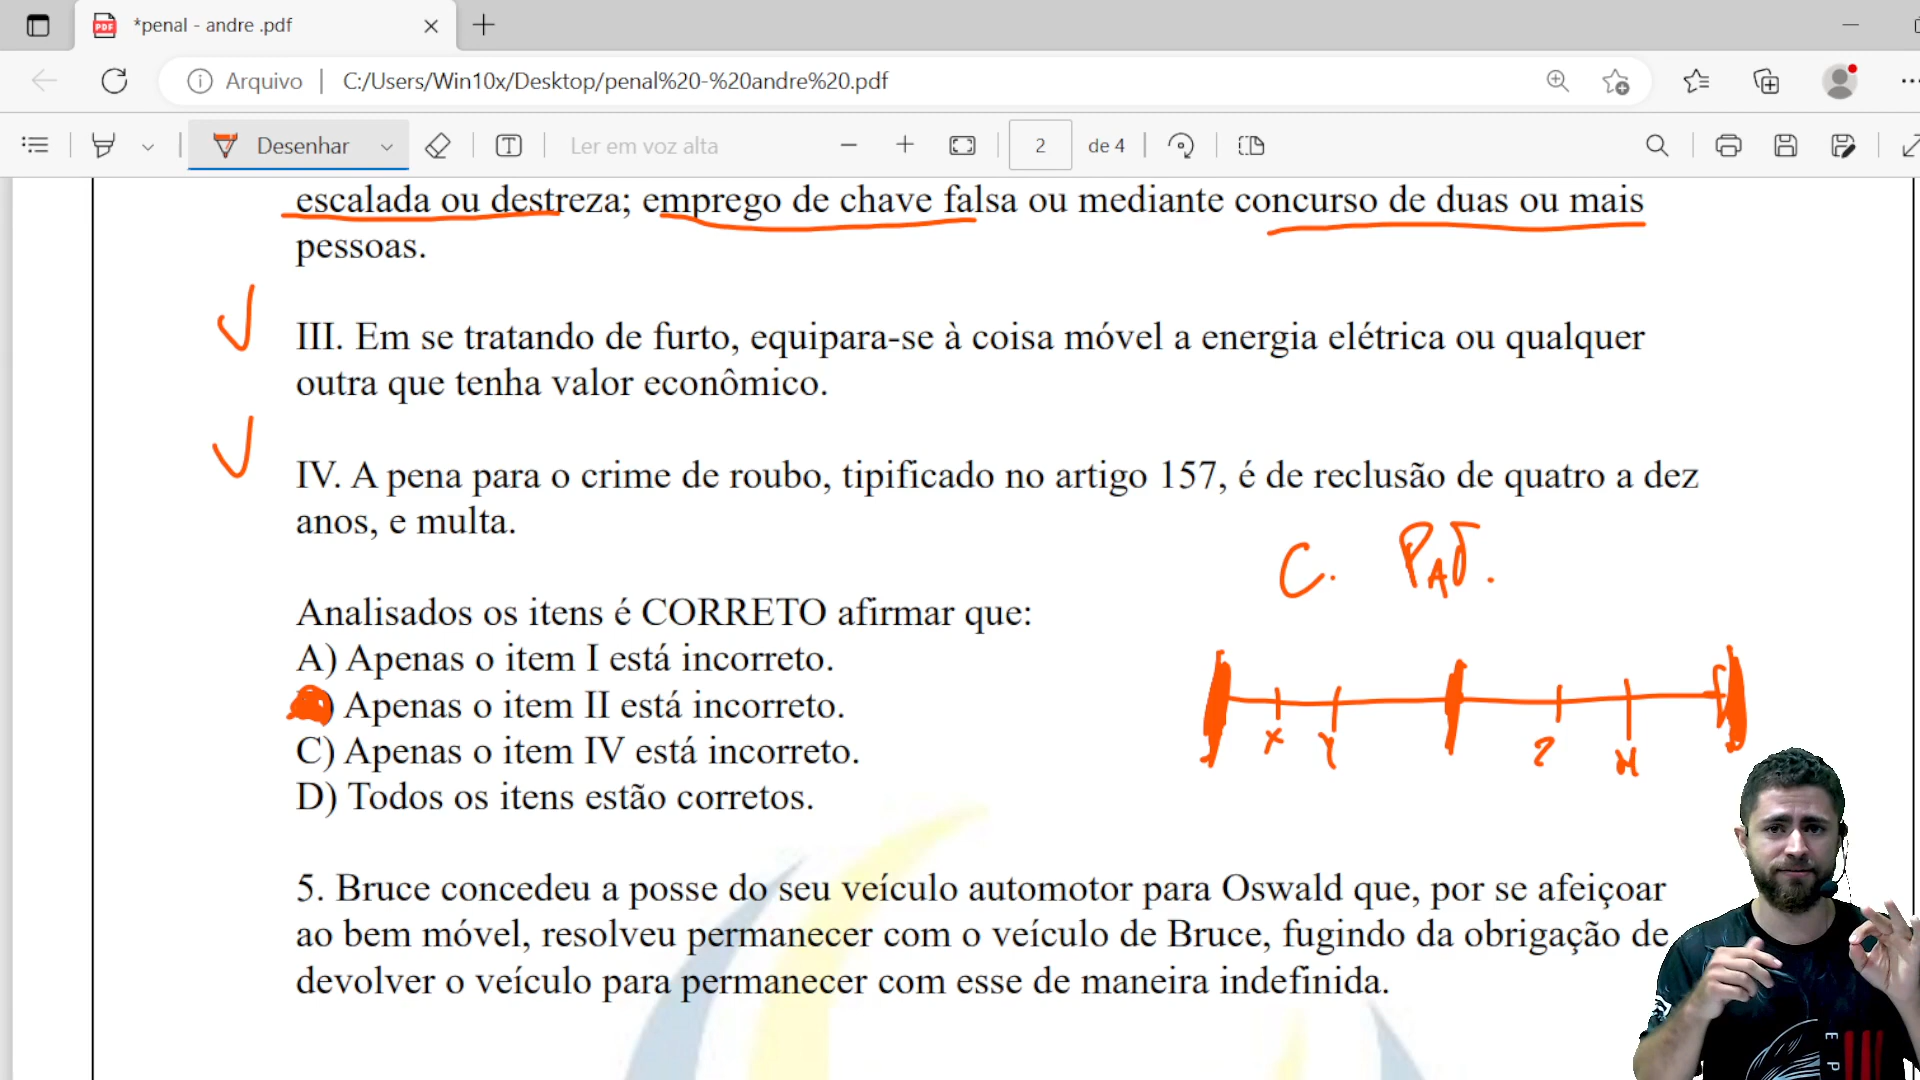 *penal - andre .pdf
Arquivo | C:/Users/Win10x/Desktop/penal%20-%20andre%20.pdf
Desenhar
Ler em voz alta
2 de 4
escalada ou destreza; emprego de chave falsa ou mediante concurso de duas ou mais
pessoas.
III. Em se tratando de furto, equipara-se à coisa móvel a energia elétrica ou qualquer
outra que tenha valor econômico.
IV. A pena para o crime de roubo, tipificado no artigo 157, é de reclusão de quatro a dez
anos, e multa.
C. PAT.
Analisados os itens é CORRETO afirmar que:
A) Apenas o item I está incorreto.
) Apenas o item II está incorreto.
C) Apenas o item IV está incorreto.
D) Todos os itens estão corretos.
X Y
5. Bruce concedeu a posse do seu veículo automotor para Oswald que, por se afeiçoar
ao bem móvel, resolveu permanecer com o veículo de Bruce, fugindo da obrigação de
devolver o veículo para permanecer com esse de maneira indefinida.